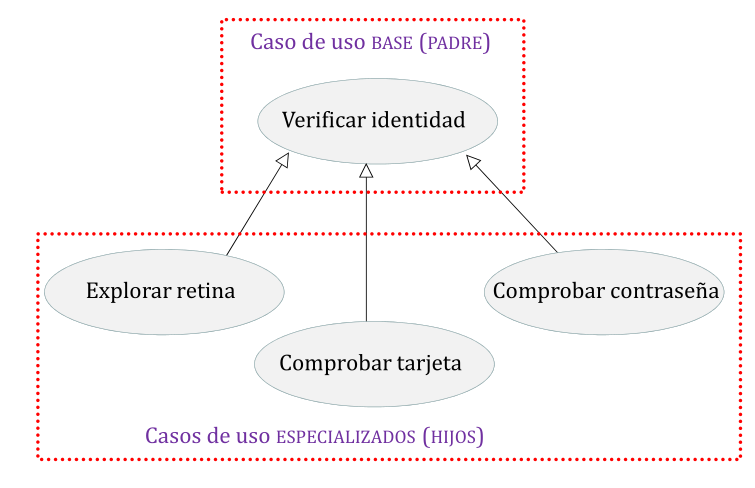 Caso de uso BASE (PADRE)
Verificar identidad
Explorar retina
Comprobar contraseña
Comprobar tarjeta
Casos de uso ESPECIALIZADOS (HIJOS)